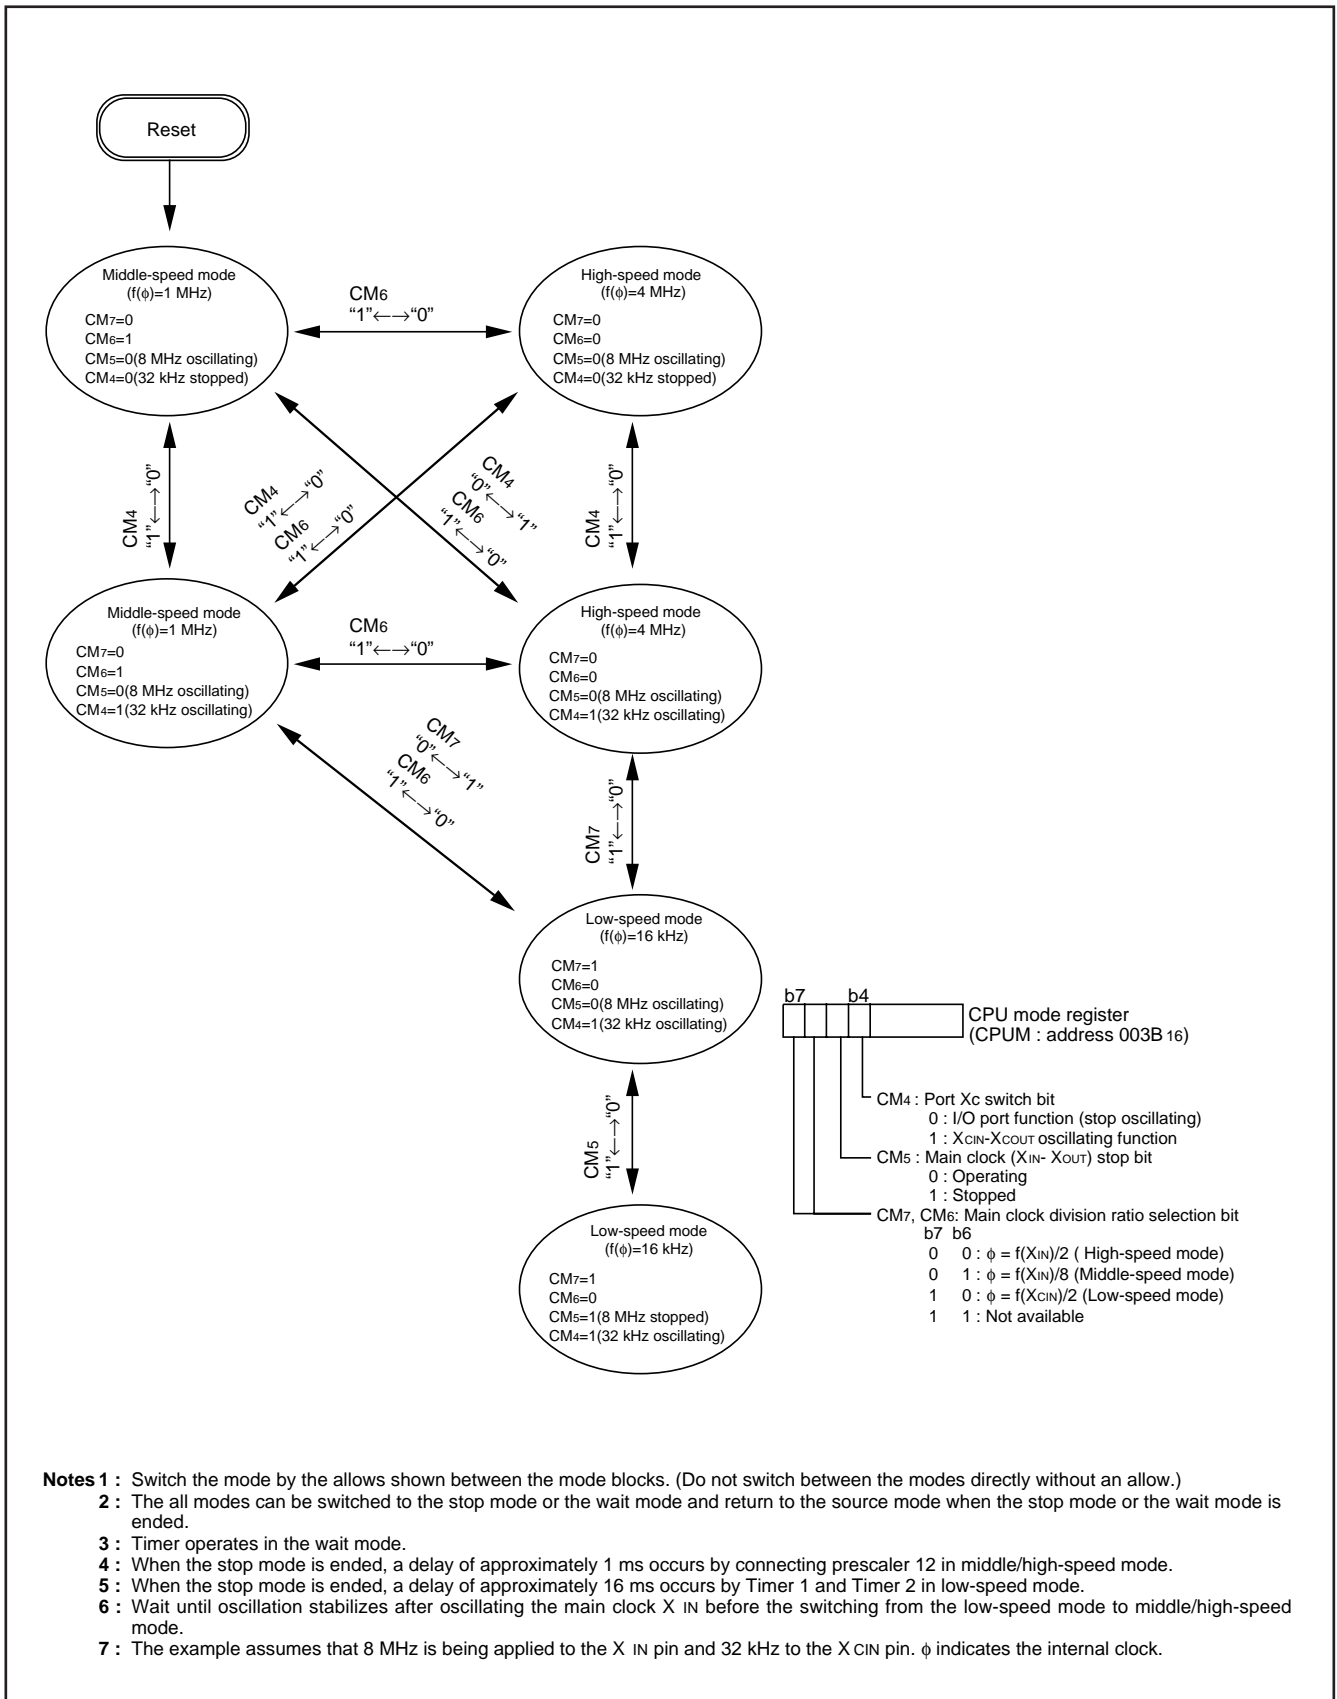 Reset
Middle-speed mode
(f(ϕ)=1 MHz)
CM7=0
CM6=1
CM5=0(8 MHz oscillating)
CM4=0(32 kHz stopped)
CM6
“1”←→“0”
High-speed mode
(f(ϕ)=4 MHz)
CM7=0
CM6=0
CM5=0(8 MHz oscillating)
CM4=0(32 kHz stopped)
CM4
“1”←→“0”
CM4
“1”←→“0”
CM6
“1”←→“0”
CM4
“0”←→“1”
CM6
“1”←→“0”
CM4
“1”←→“0”
Middle-speed mode
(f(ϕ)=1 MHz)
CM7=0
CM6=1
CM5=0(8 MHz oscillating)
CM4=1(32 kHz oscillating)
CM6
“1”←→“0”
High-speed mode
(f(ϕ)=4 MHz)
CM7=0
CM6=0
CM5=0(8 MHz oscillating)
CM4=1(32 kHz oscillating)
CM7
“0”←→“1”
CM6
“1”←→“0”
CM7
“1”←→“0”
Low-speed mode
(f(ϕ)=16 kHz)
CM7=1
CM6=0
CM5=0(8 MHz oscillating)
CM4=1(32 kHz oscillating)
CM5
“1”←→“0”
Low-speed mode
(f(ϕ)=16 kHz)
CM7=1
CM6=0
CM5=1(8 MHz stopped)
CM4=1(32 kHz oscillating)
b7 b4
CPU mode register
(CPUM : address 003B 16)
CM4 : Port Xc switch bit
0 : I/O port function (stop oscillating)
1 : XCIN-XCOUT oscillating function
CM5 : Main clock (XIN- XOUT) stop bit
0 : Operating
1 : Stopped
CM7, CM6: Main clock division ratio selection bit
b7 b6
0 0 : ϕ = f(XIN)/2 ( High-speed mode)
0 1 : ϕ = f(XIN)/8 (Middle-speed mode)
1 0 : ϕ = f(XCIN)/2 (Low-speed mode)
1 1 : Not available
Notes 1 : Switch the mode by the allows shown between the mode blocks. (Do not switch between the modes directly without an allow.)
2 : The all modes can be switched to the stop mode or the wait mode and return to the source mode when the stop mode or the wait mode is
ended.
3 : Timer operates in the wait mode.
4 : When the stop mode is ended, a delay of approximately 1 ms occurs by connecting prescaler 12 in middle/high-speed mode.
5 : When the stop mode is ended, a delay of approximately 16 ms occurs by Timer 1 and Timer 2 in low-speed mode.
6 : Wait until oscillation stabilizes after oscillating the main clock X IN before the switching from the low-speed mode to middle/high-speed
mode.
7 : The example assumes that 8 MHz is being applied to the X IN pin and 32 kHz to the X CIN pin. ϕ indicates the internal clock.